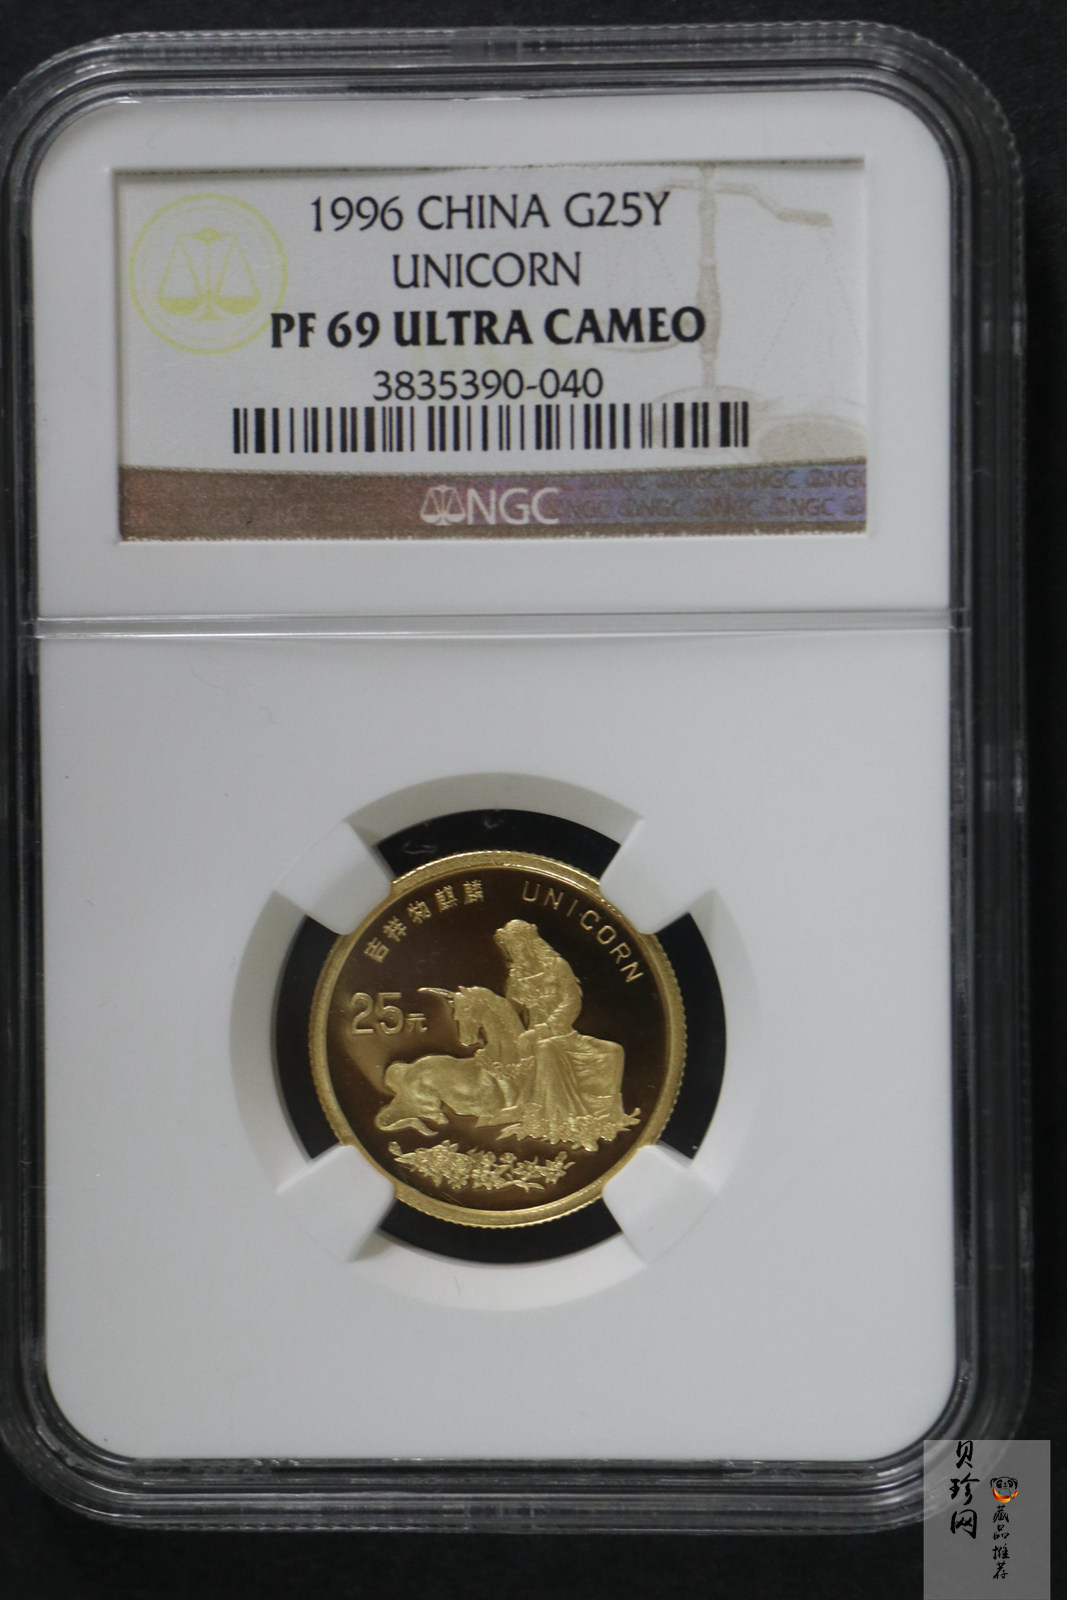 1996 CHINA G25Y
UNICORN
PF 69 ULTRA CAMEO
3835390-040
NGC
吉祥物麒麟 UNICORN
25元
贝珍网
藏品推荐